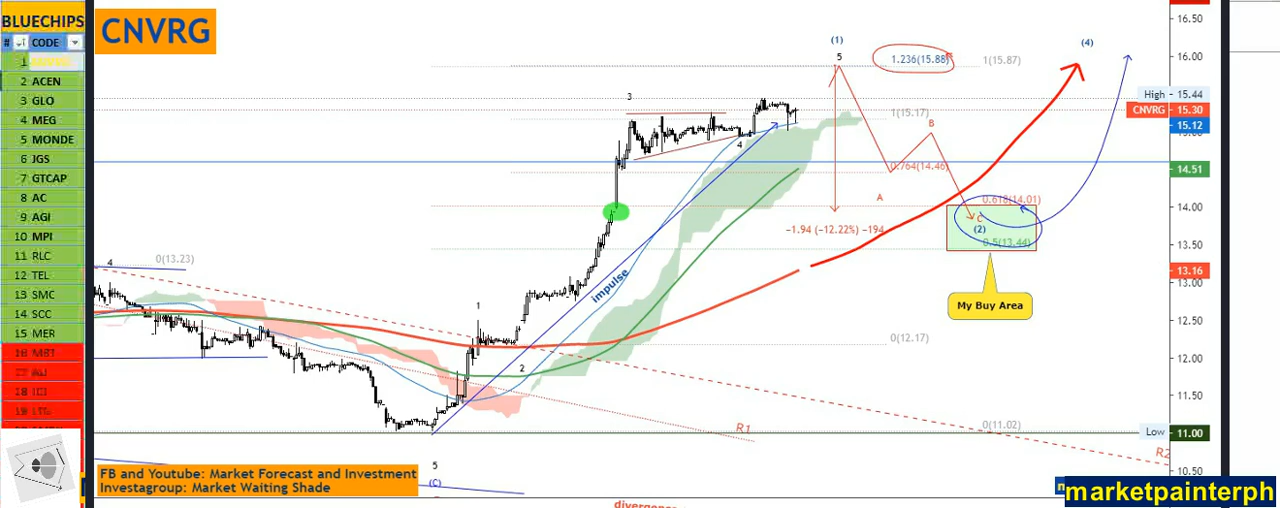 BLUECHIPS
# CODE
1
2 ACEN
3 GLO
4 MEG
5 MONDE
6 JGS
7 GTCAP
8 AC
9 AGI
10 MPI
11 RLC
12 TEL
13 SMC
14 SCC
15 MER
16 MBT
18
CNVRG
(1)
5
1.236(15.88)
1(15.87)
(4)
3
4
1(15.17)
B
0.764(14.46)
A
0.618(14.01)
C
(2)
0.5(13.44)
-1.94 (-12.22%) -194
My Buy Area
4
0(13.23)
impulse
1
2
0(12.17)
0(11.02)
R1
R2
5
(C)
16.50
16.00
High 15.44
CNVRG 15.30
15.12
14.51
14.00
13.50
13.16
12.50
12.00
11.50
Low 11.00
10.50
FB and Youtube: Market Forecast and Investment
Investagroup: Market Waiting Shade
marketpainterph